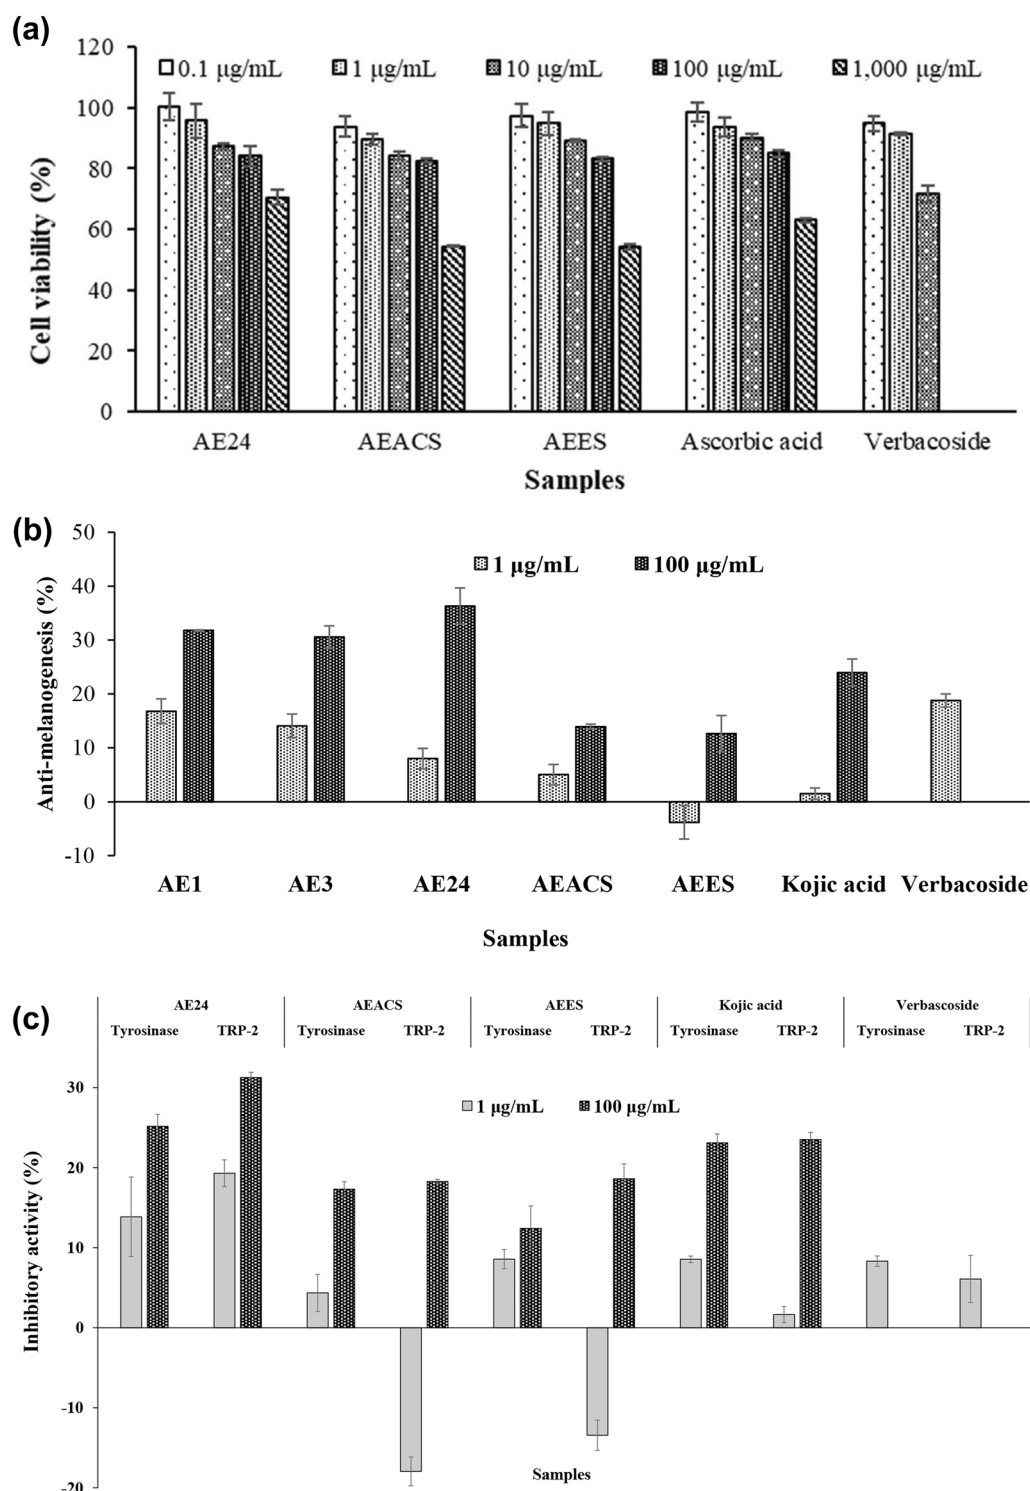 (a)
120
0.1 μg/mL 1 μg/mL 10 μg/mL 100 μg/mL 1,000 μg/mL
100
80
60
40
20
0
Cell viability (%)
AE24 AEACS AEES Ascorbic acid Verbacoside
Samples
(b)
50
1 μg/mL 100 μg/mL
40
30
20
10
0
-10
Anti-melanogenesis (%)
AE1 AE3 AE24 AEACS AEES Kojic acid Verbacoside
Samples
(c)
AE24 AEACS AEES Kojic acid Verbascoside
Tyrosinase TRP-2 Tyrosinase TRP-2 Tyrosinase TRP-2 Tyrosinase TRP-2 Tyrosinase TRP-2
30
1 μg/mL 100 μg/mL
20
10
0
-10
-20
Inhibitory activity (%)
Samples